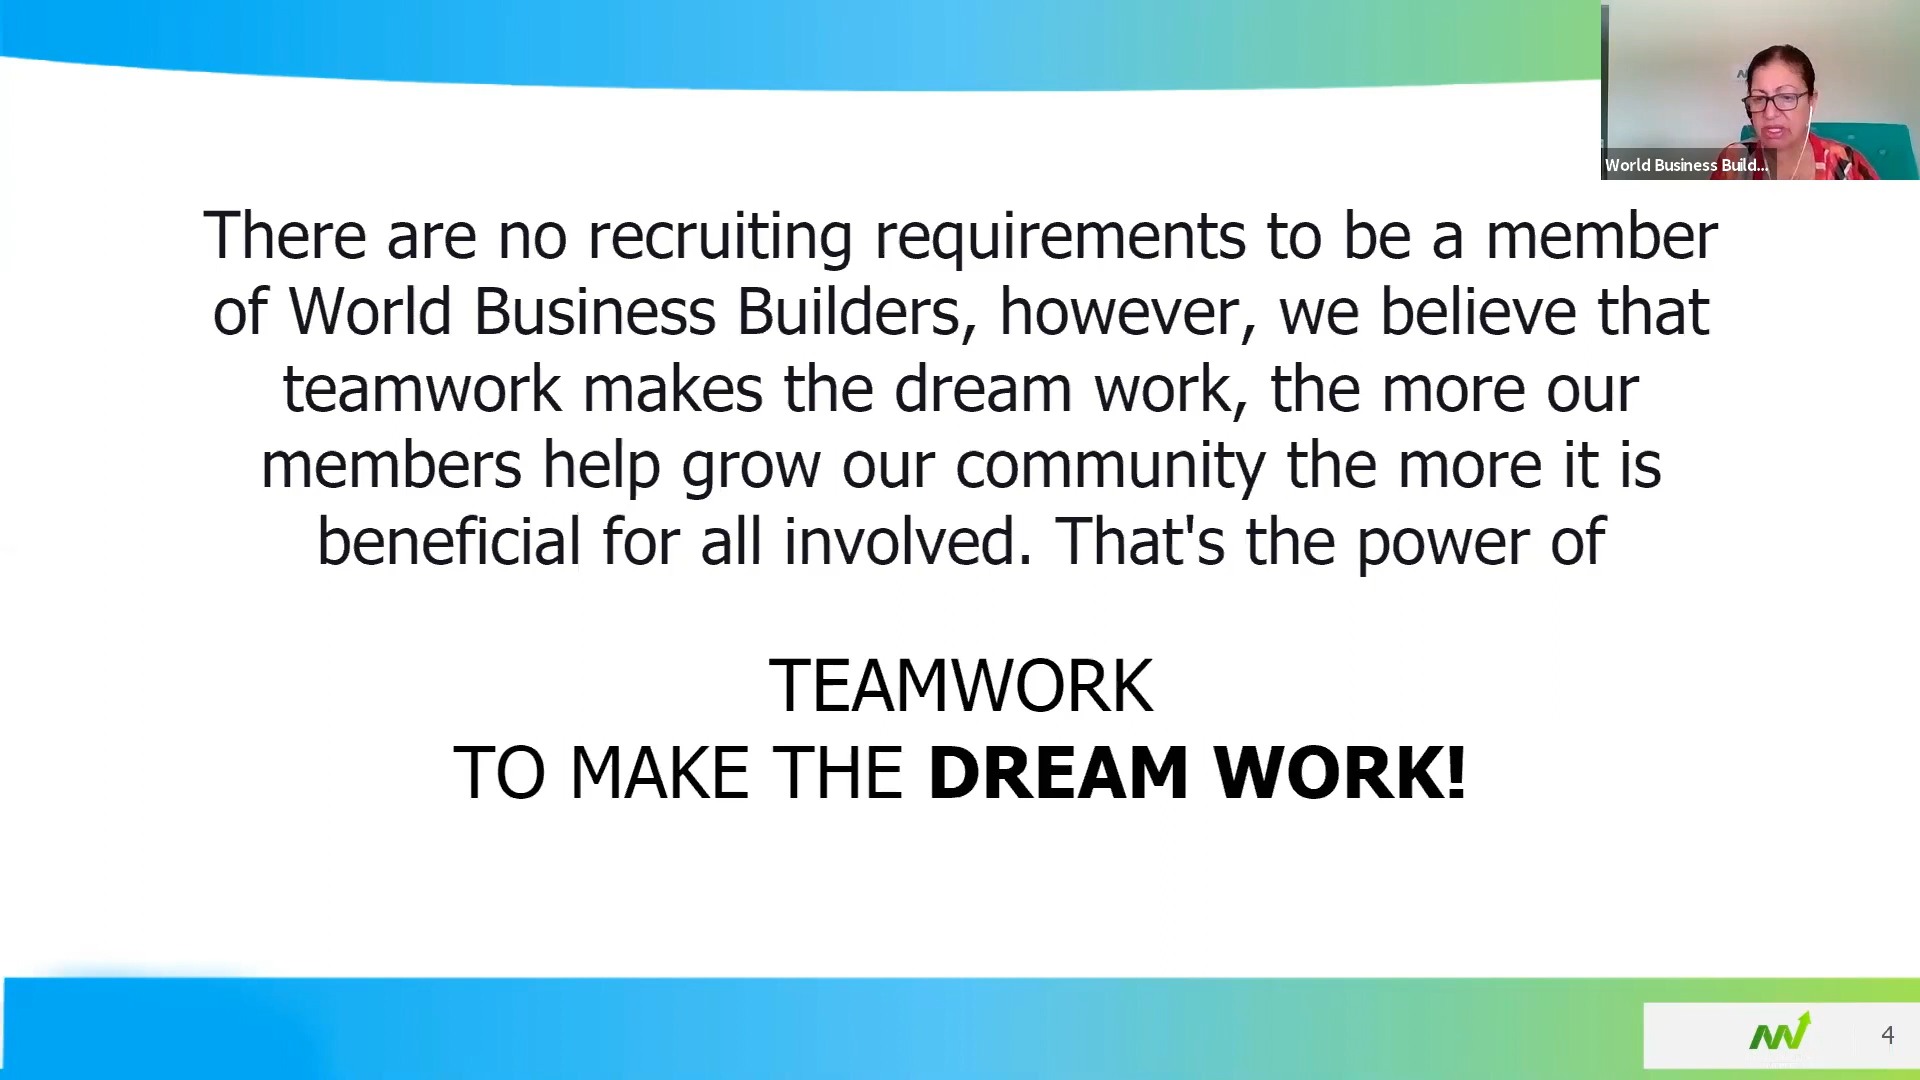 World Business Build...
There are no recruiting requirements to be a member
of World Business Builders, however, we believe that
teamwork makes the dream work, the more our
members help grow our community the more it is
beneficial for all involved. That's the power of
TEAMWORK
TO MAKE THE DREAM WORK!
4